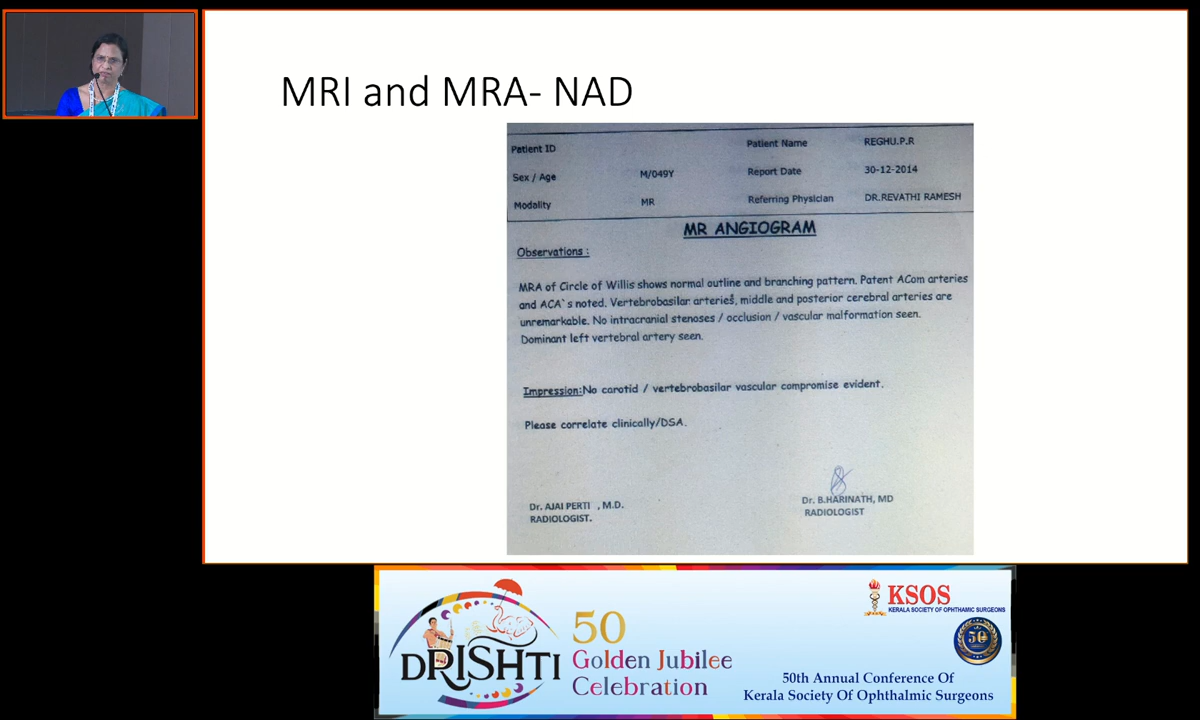 MRI and MRA- NAD
Patient ID
Patient Name REGHU.P.R
Sex / Age M/049Y Report Date 30-12-2014
Modality MR Referring Physician DR.REVATHI RAMESH
MR ANGIOGRAM
Observations :
MRA of Circle of Willis shows normal outline and branching pattern. Patent ACom arteries
and ACA`s noted. Vertebrobasilar arteries, middle and posterior cerebral arteries are
unremarkable. No intracranial stenoses / occlusion / vascular malformation seen.
Dominant left vertebral artery seen.
Impression:No carotid / vertebrobasilar vascular compromise evident.
Please correlate clinically/DSA.
Dr. AJAI PERTI , M.D.
RADIOLOGIST.
Dr. B.HARINATH, MD
RADIOLOGIST
DRISHTI
50
Golden Jubilee
Celebration
KSOS
KERALA SOCIETY OF OPHTHAMIC SURGEONS
50
50th Annual Conference Of
Kerala Society Of Ophthalmic Surgeons